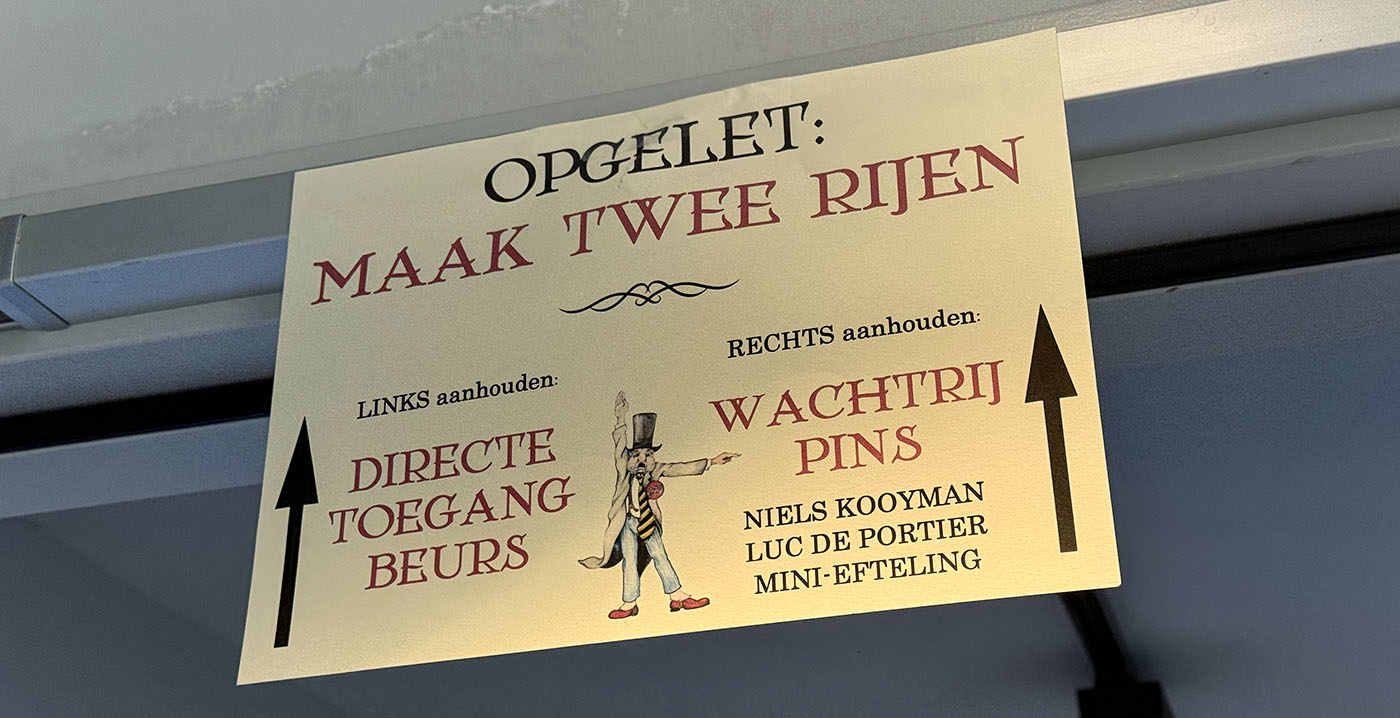 OPGELET:
MAAK TWEE RIJEN
LINKS aanhouden:
DIRECTE
TOEGANG
BEURS
RECHTS aanhouden:
WACHTRIJ
PINS
NIELS KOOYMAN
LUC DE PORTIER
MINI-EFTELING